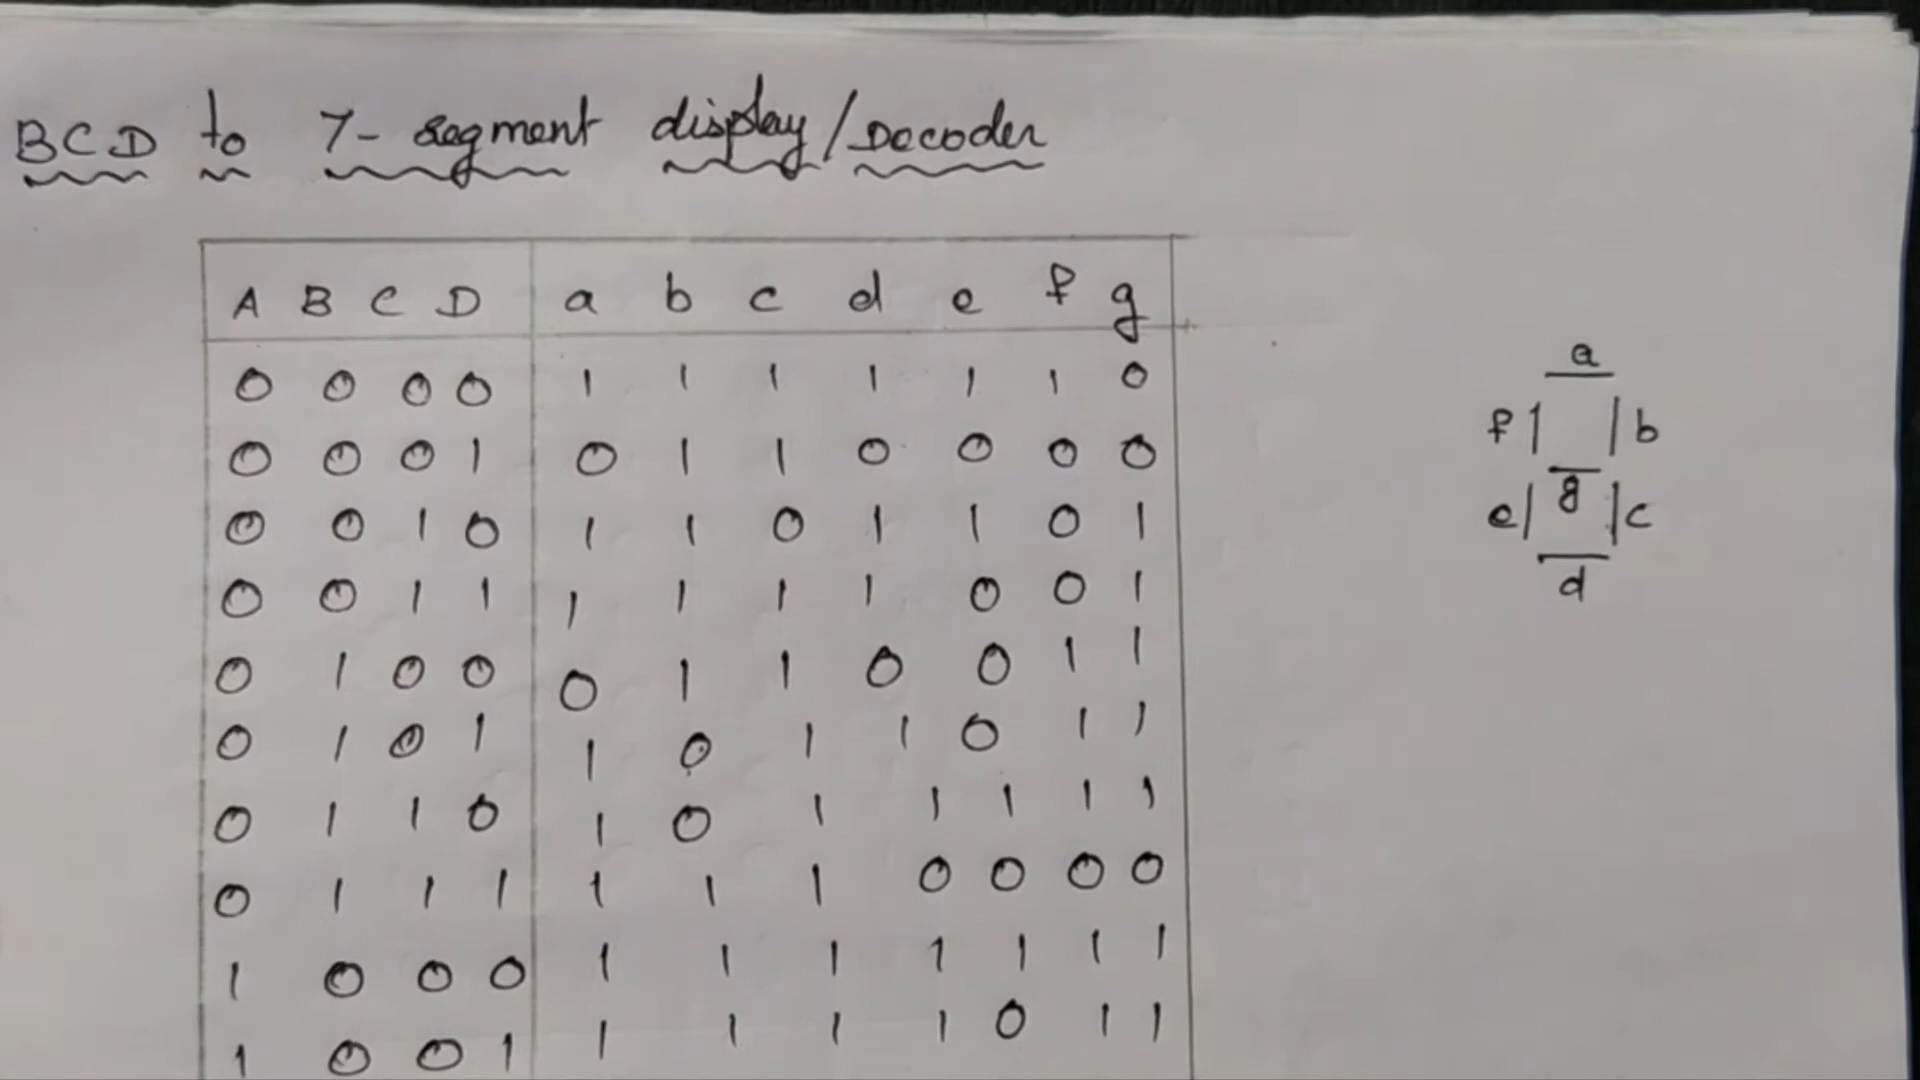 BCD to 7-segment display/Decoder
A B C D a b c d e f g
0 0 0 0 1 1 1 1 1 1 0
0 0 0 1 0 1 1 0 0 0 0
0 0 1 0 1 1 0 1 1 0 1
0 0 1 1 1 1 1 1 0 0 1
0 1 0 0 0 1 1 0 0 1 1
0 1 0 1 1 0 1 1 0 1 1
0 1 1 0 1 0 1 1 1 1 1
0 1 1 1 1 1 1 0 0 0 0
1 0 0 0 1 1 1 1 1 1 1
1 0 0 1 1 1 1 1 0 1 1
a
f b
g
e c
d